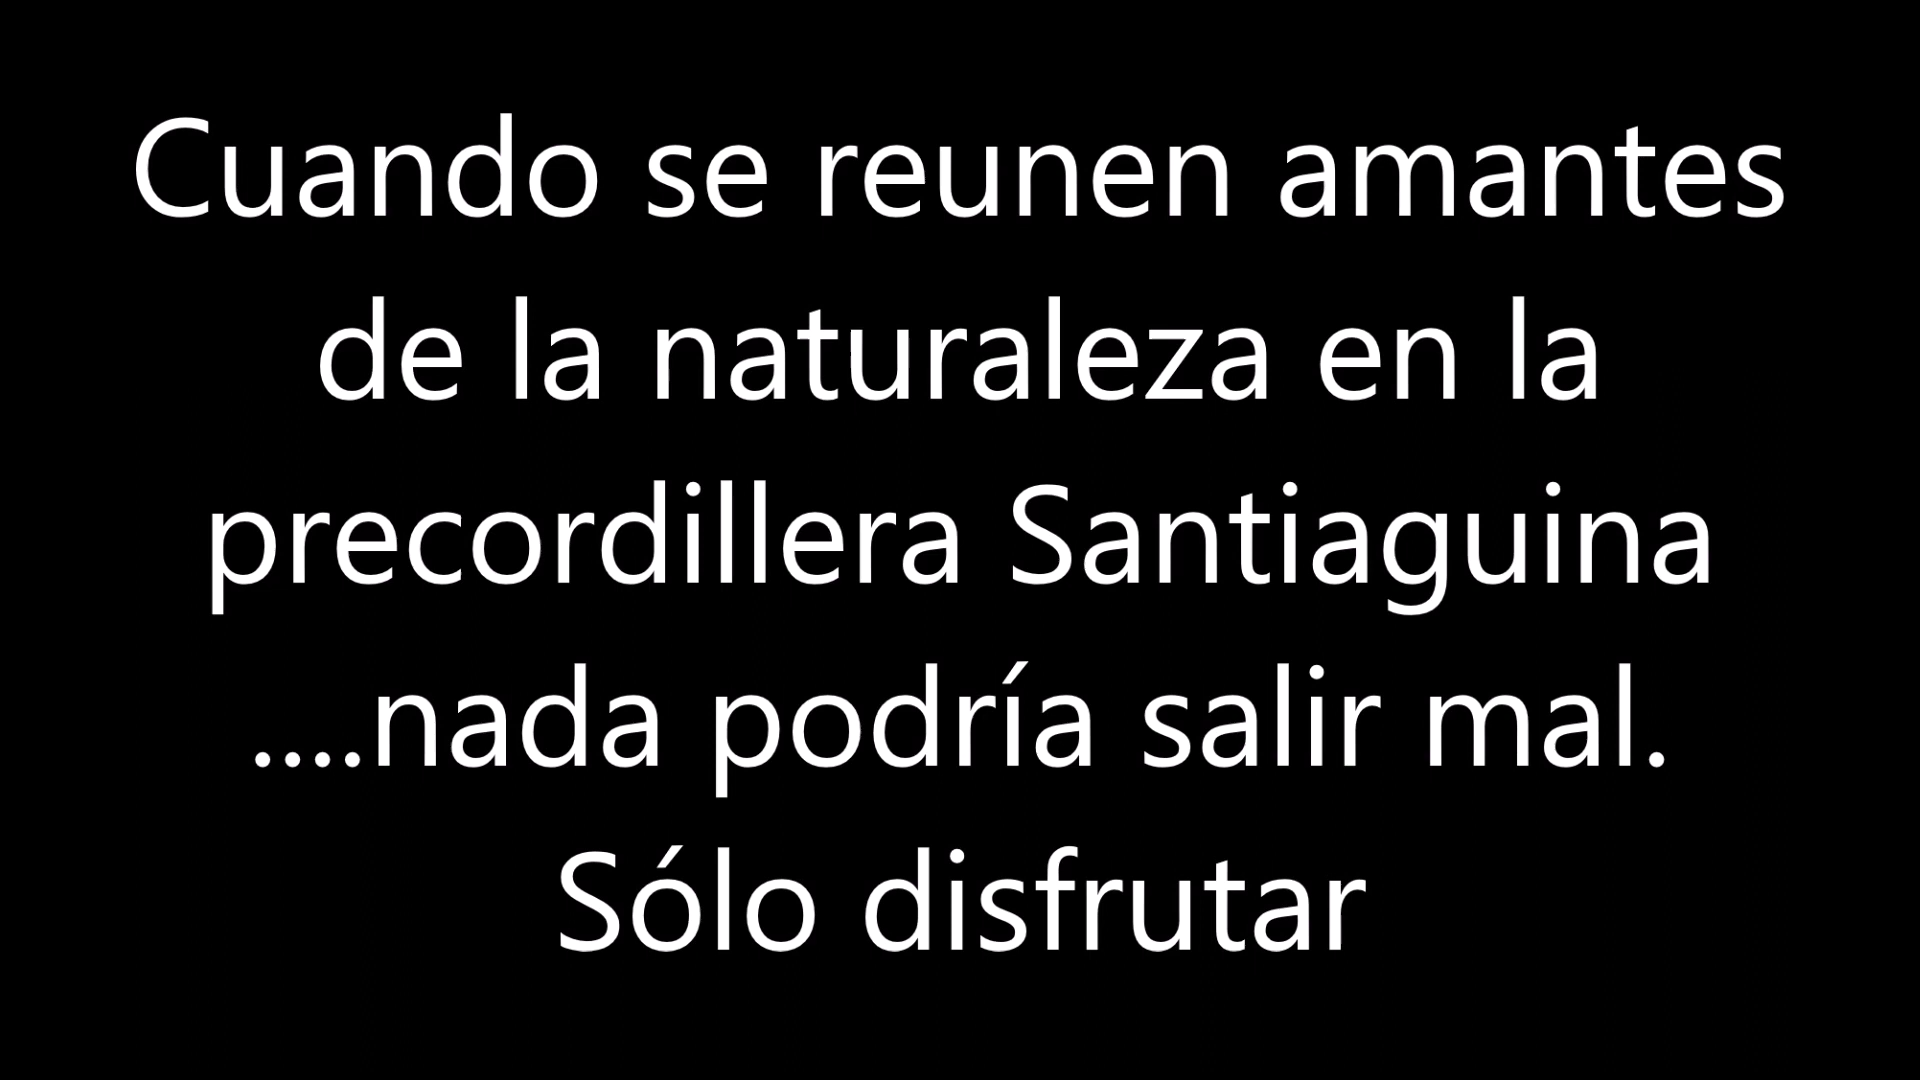 Cuando se reunen amantes
de la naturaleza en la
precordillera Santiaguina
....nada podría salir mal.
Sólo disfrutar